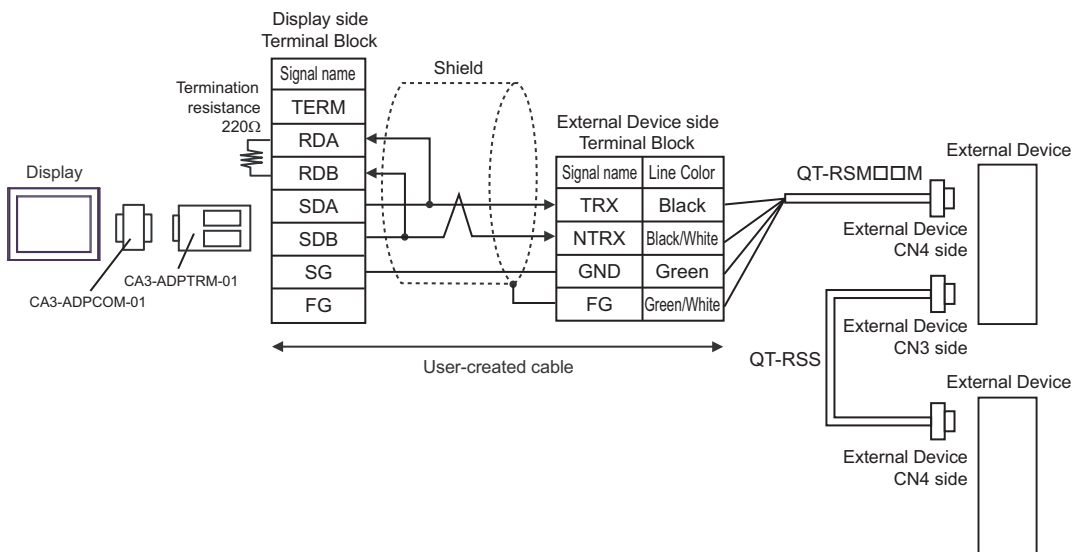 Display side
Terminal Block
Signal name
TERM
RDA
RDB
SDA
SDB
SG
FG
Termination
resistance
220Ω
Shield
Display
CA3-ADPCOM-01
CA3-ADPTRM-01
External Device side
Terminal Block
Signal name Line Color
TRX Black
NTRX Black/White
GND Green
FG Green/White
User-created cable
QT-RSM□□M
External Device
External Device
CN4 side
External Device
CN3 side
QT-RSS
External Device
External Device
CN4 side